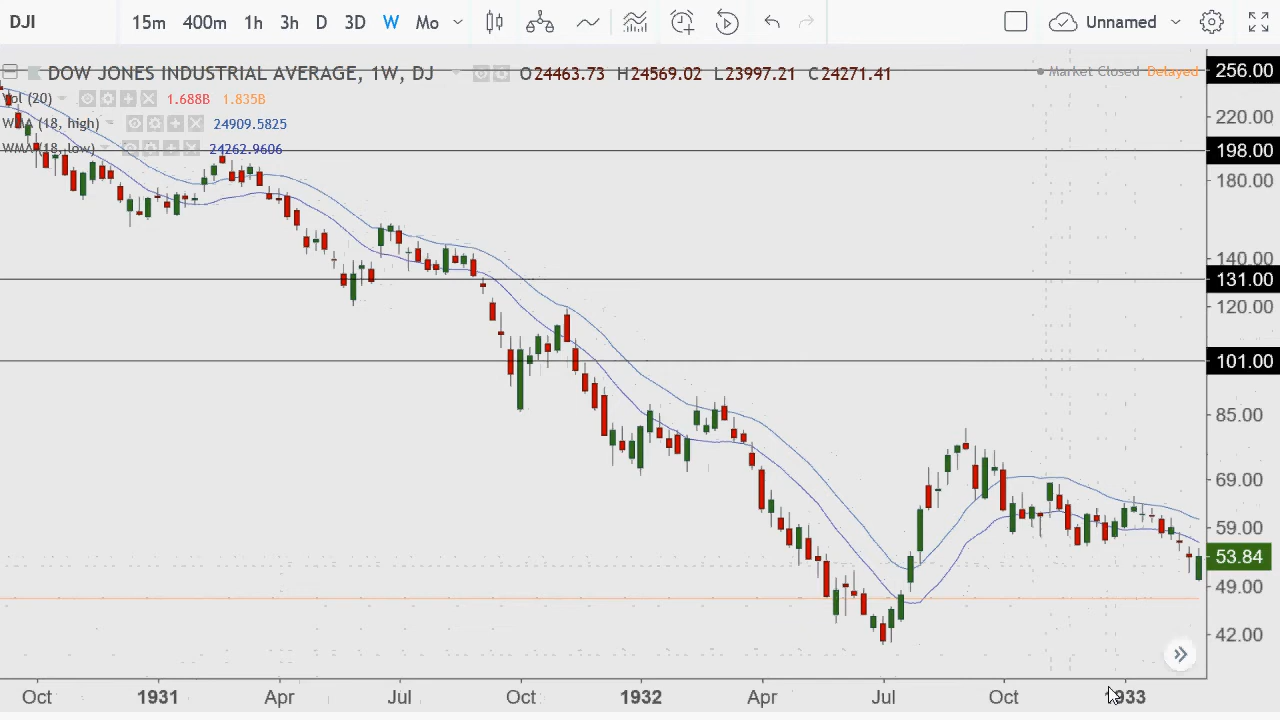 DJI 15m 400m 1h 3h D 3D W Mo Unnamed
DOW JONES INDUSTRIAL AVERAGE, 1W, DJ O24463.73 H24569.02 L23997.21 C24271.41 Market Closed Delayed
Vol (20) 1.688B 1.835B
WMA (18, high) 24909.5825
WMA (18, low) 24262.9606
256.00
220.00
198.00
180.00
140.00
131.00
120.00
101.00
85.00
69.00
59.00
53.84
49.00
42.00
Oct 1931 Apr Jul Oct 1932 Apr Jul Oct 1933